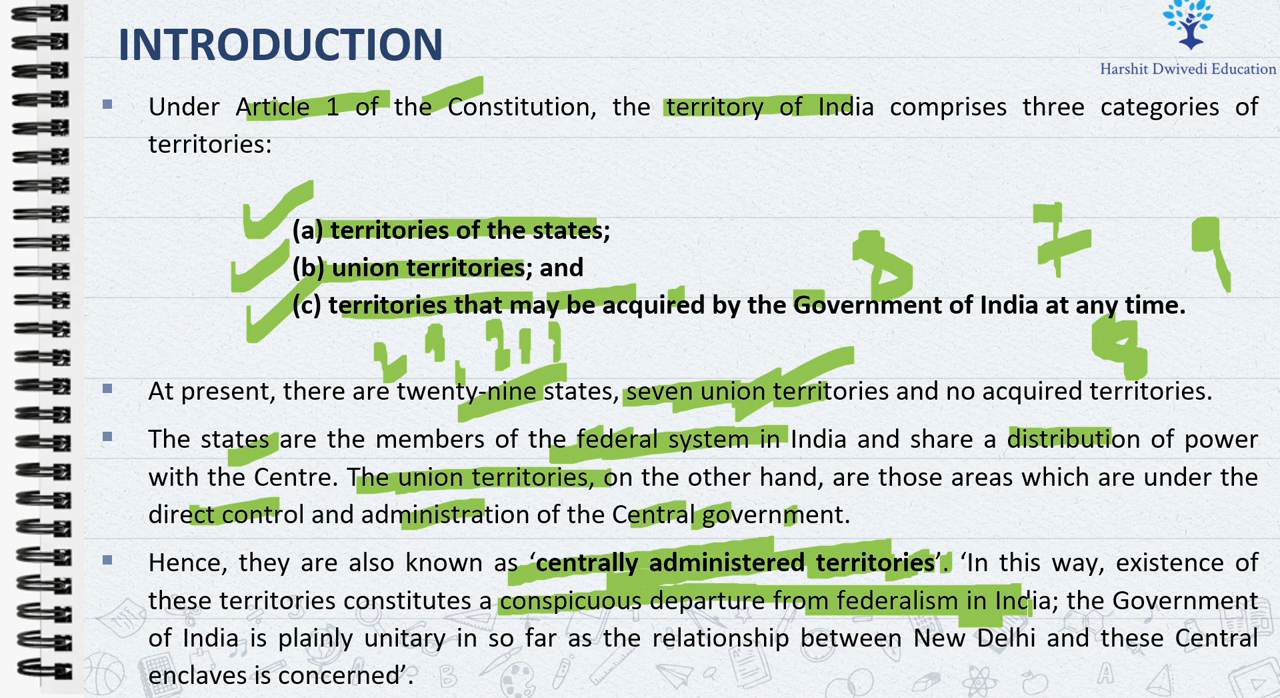 INTRODUCTION
Harshit Dwivedi Education
▪ Under Article 1 of the Constitution, the territory of India comprises three categories of
territories:
(a) territories of the states;
(b) union territories; and
(c) territories that may be acquired by the Government of India at any time.
▪ At present, there are twenty-nine states, seven union territories and no acquired territories.
▪ The states are the members of the federal system in India and share a distribution of power
with the Centre. The union territories, on the other hand, are those areas which are under the
direct control and administration of the Central government.
▪ Hence, they are also known as ‘centrally administered territories’. ‘In this way, existence of
these territories constitutes a conspicuous departure from federalism in India; the Government
of India is plainly unitary in so far as the relationship between New Delhi and these Central
enclaves is concerned’.